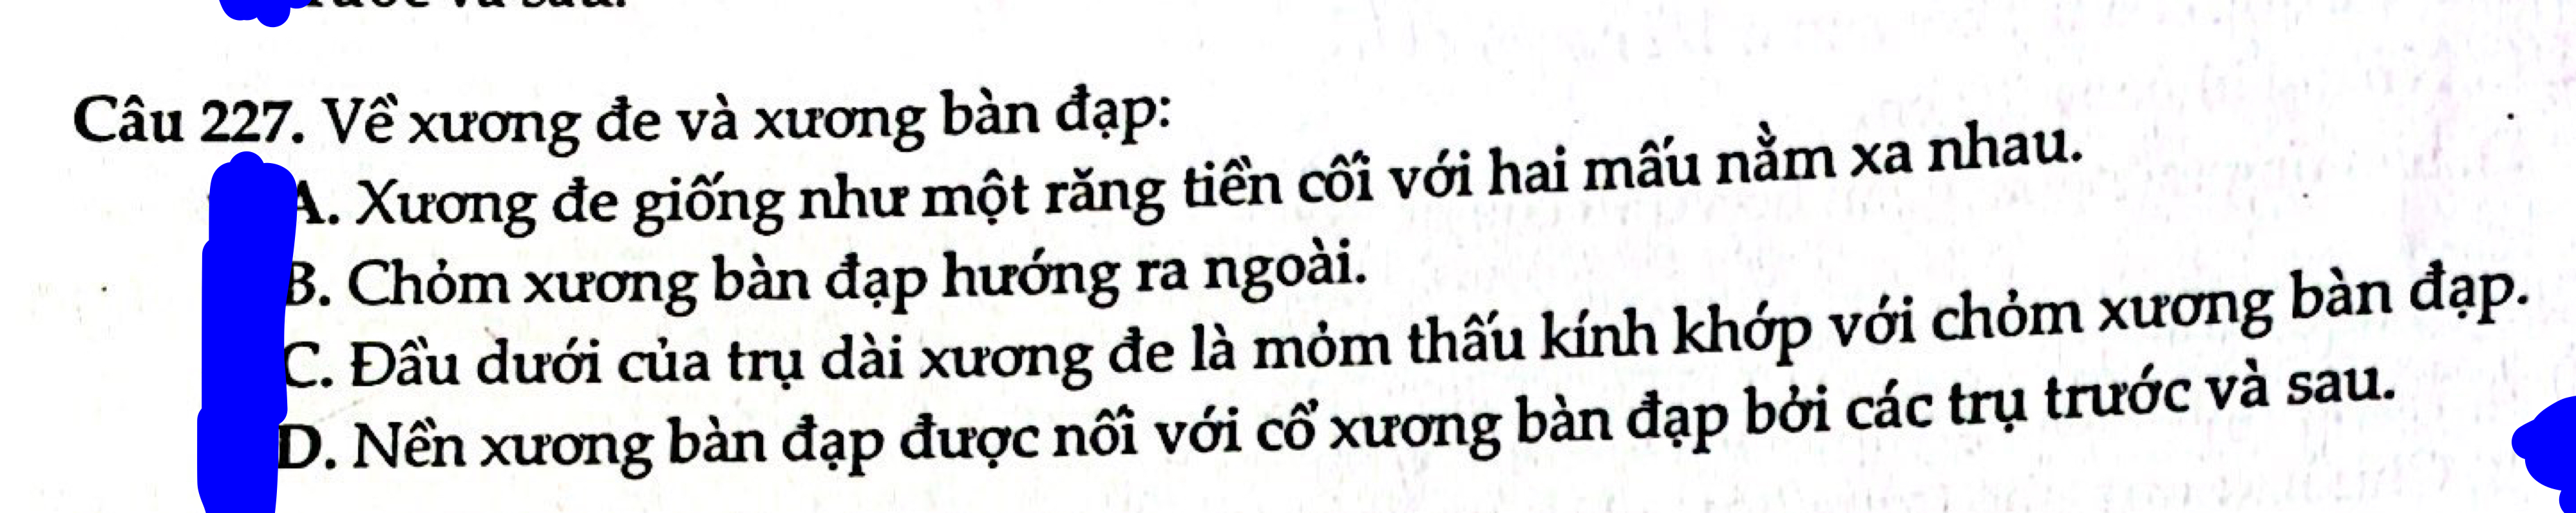 và sau.
Câu 227. Về xương đe và xương bàn đạp:
A. Xương đe giống như một răng tiền cối với hai mấu nằm xa nhau.
B. Chỏm xương bàn đạp hướng ra ngoài.
C. Đầu dưới của trụ dài xương đe là mỏm thấu kính khớp với chỏm xương bàn đạp.
D. Nền xương bàn đạp được nối với cổ xương bàn đạp bởi các trụ trước và sau.